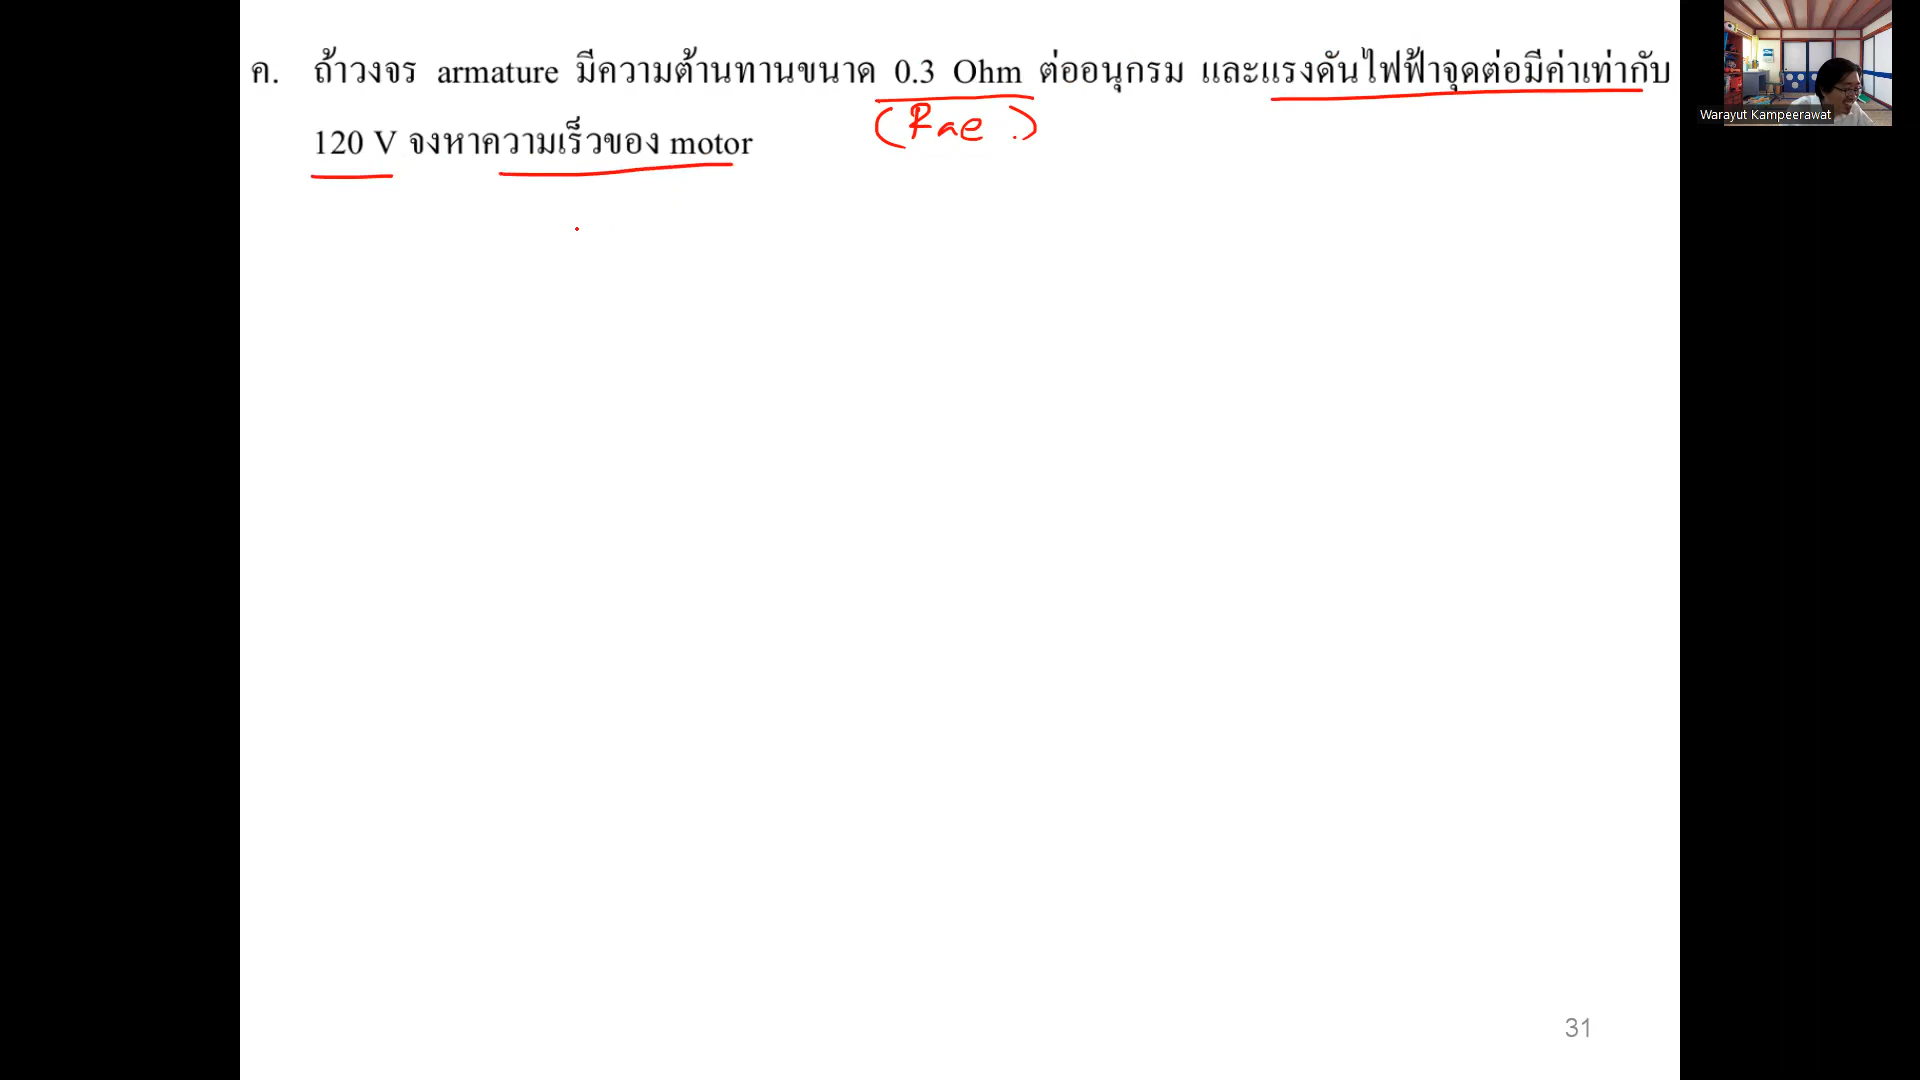 ค. ถ้าวงจร armature มีความต้านทานขนาด 0.3 Ohm ต่ออนุกรม และแรงดันไฟฟ้าจุดต่อมีค่าเท่ากับ
(Rae.)
120 V จงหาความเร็วของ motor
Warayut Kampeerawat
31